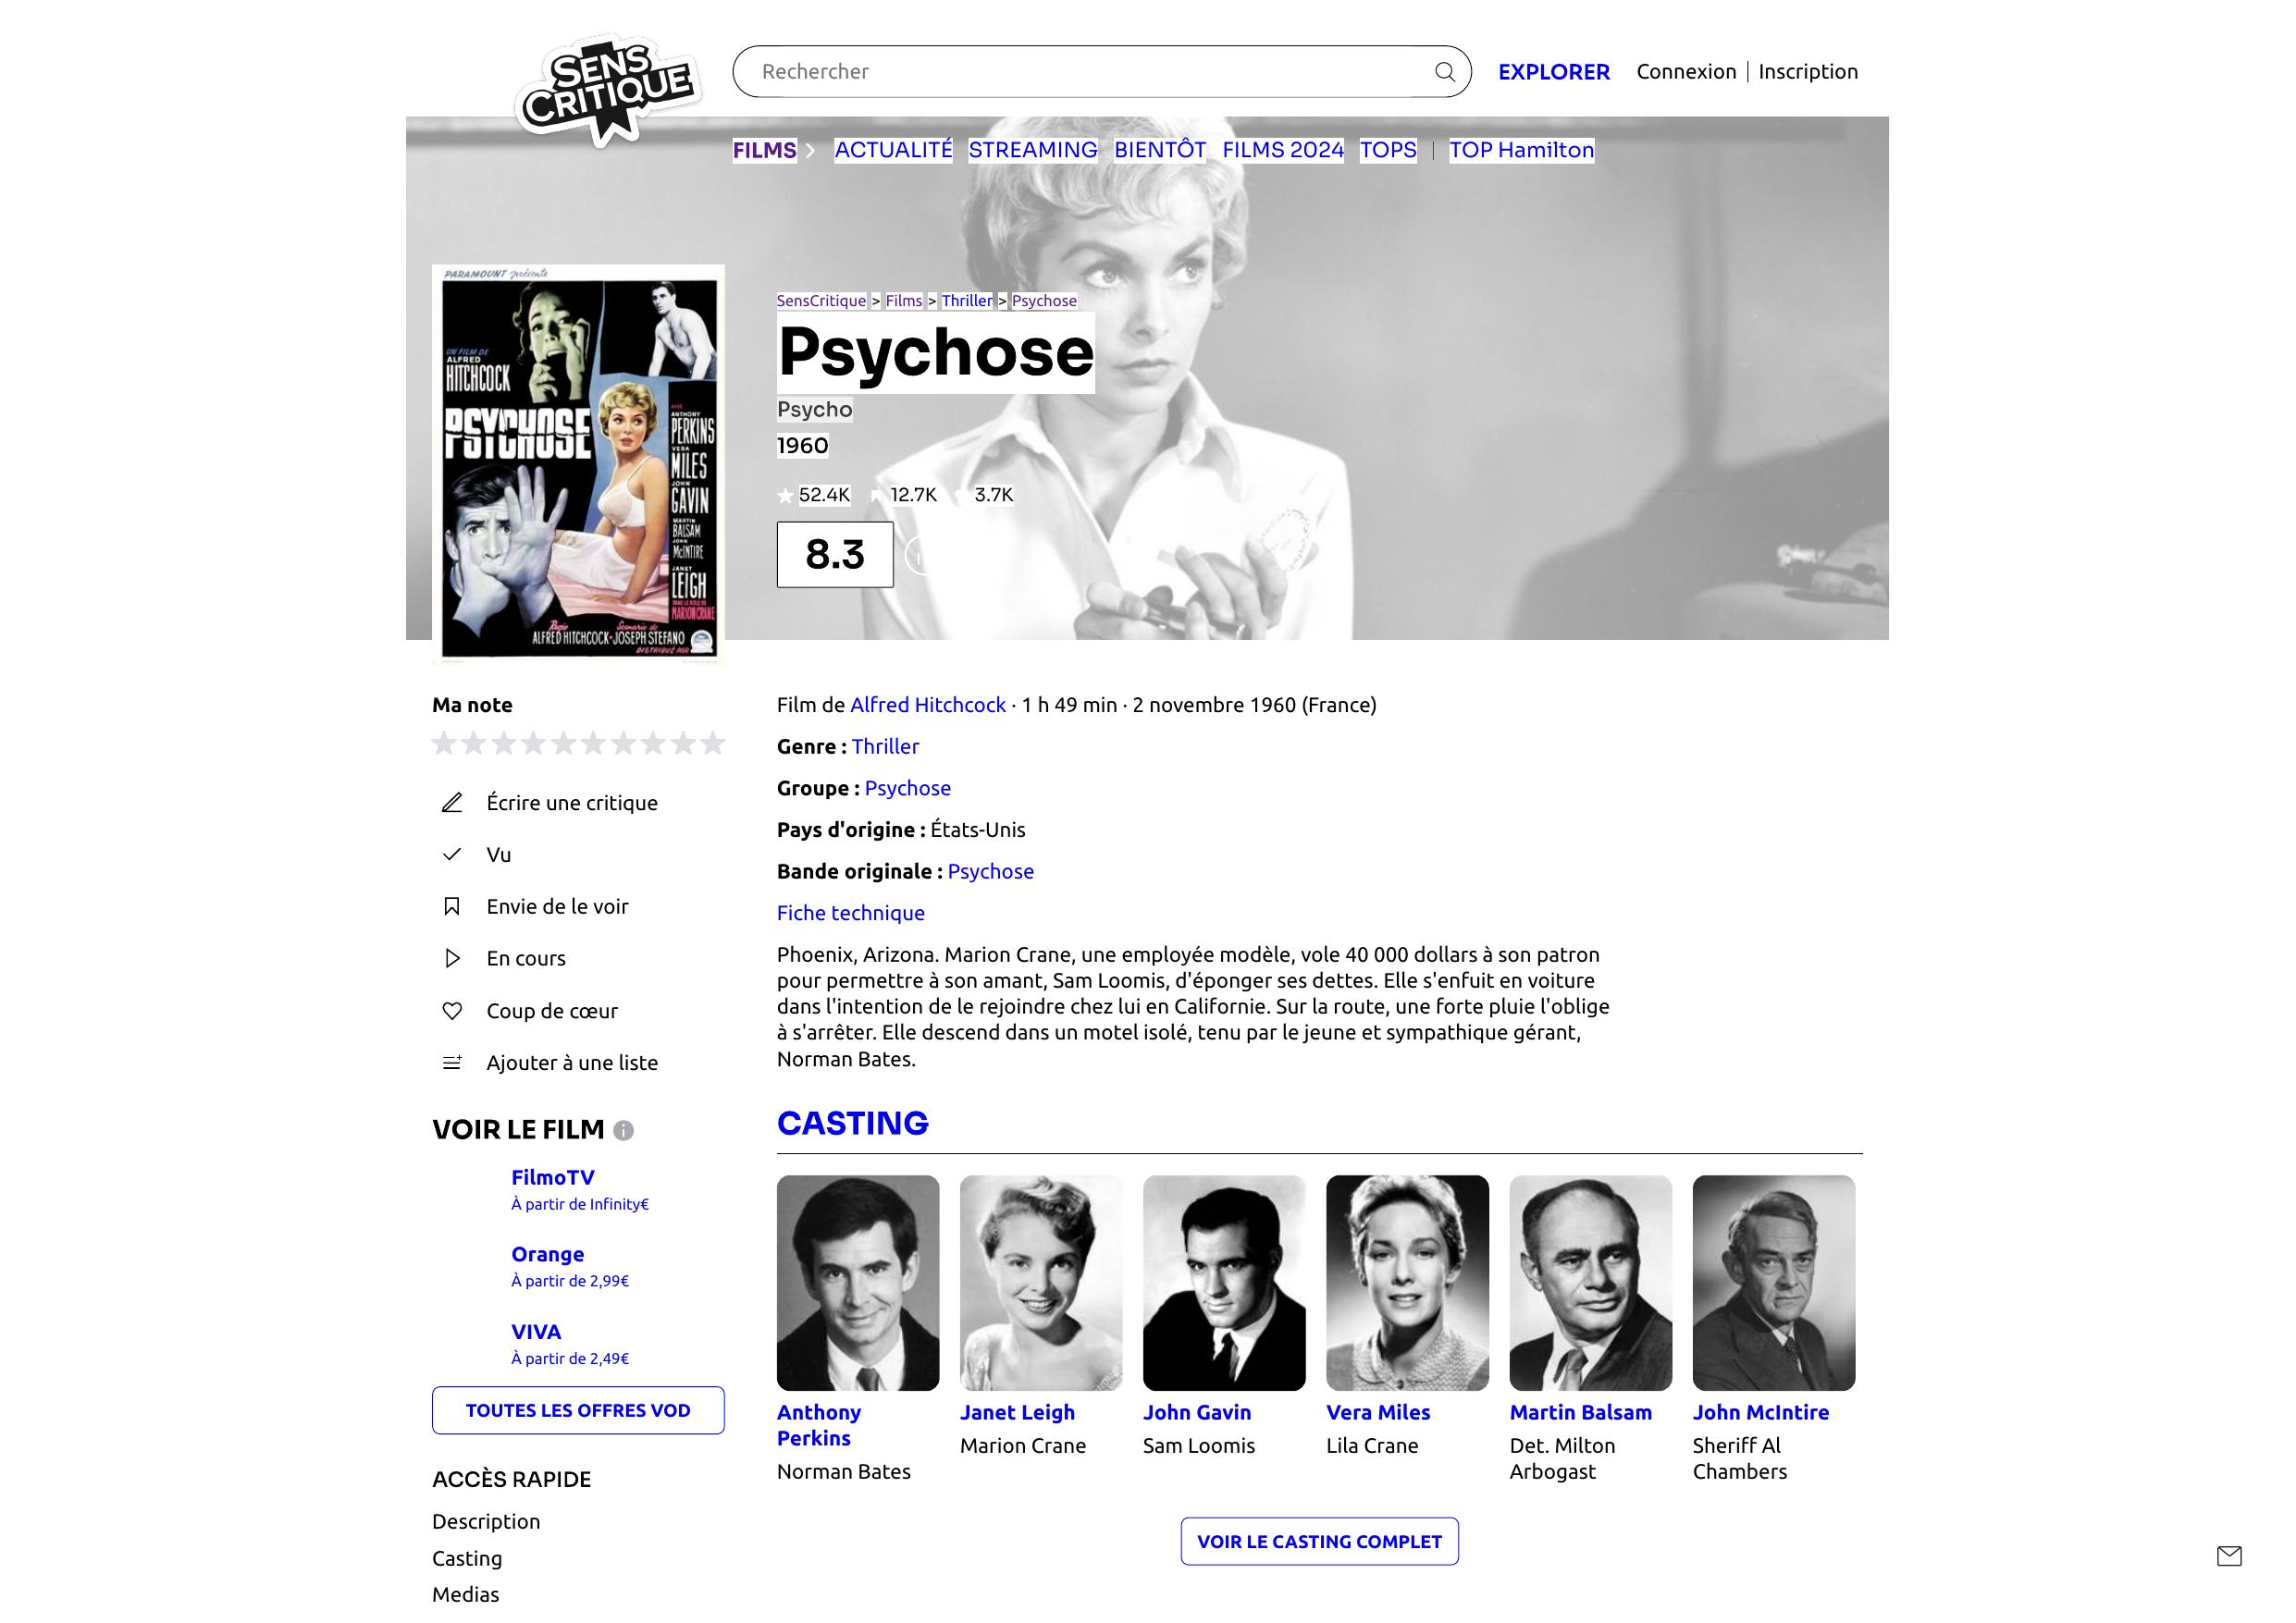 SENS
CRITIQUE
Rechercher
EXPLORER
Connexion | Inscription
FILMS
ACTUALITÉ STREAMING BIENTÔT FILMS 2024 TOPS | TOP Hamilton
PARAMOUNT présente
UN FILM DE
ALFRED
HITCHCOCK
PSYCHOSE
AVEC
ANTHONY
PERKINS
VERA
MILES
JOHN
GAVIN
MARTIN
BALSAM
JOHN
McINTIRE
JANET
LEIGH
DANS LE RÔLE DE
MARION CRANE
Régie
Scénario de
ALFRED HITCHCOCK · JOSEPH STEFANO
DISTRIBUÉ PAR
SensCritique > Films > Thriller > Psychose
Psychose
Psycho
1960
52.4K 12.7K 3.7K
8.3
Ma note
Écrire une critique
Vu
Envie de le voir
En cours
Coup de cœur
Ajouter à une liste
VOIR LE FILM
FilmoTV
À partir de Infinity€
Orange
À partir de 2,99€
VIVA
À partir de 2,49€
TOUTES LES OFFRES VOD
ACCÈS RAPIDE
Description
Casting
Medias
Film de Alfred Hitchcock · 1 h 49 min · 2 novembre 1960 (France)
Genre : Thriller
Groupe : Psychose
Pays d'origine : États-Unis
Bande originale : Psychose
Fiche technique
Phoenix, Arizona. Marion Crane, une employée modèle, vole 40 000 dollars à son patron
pour permettre à son amant, Sam Loomis, d'éponger ses dettes. Elle s'enfuit en voiture
dans l'intention de le rejoindre chez lui en Californie. Sur la route, une forte pluie l'oblige
à s'arrêter. Elle descend dans un motel isolé, tenu par le jeune et sympathique gérant,
Norman Bates.
CASTING
Anthony
Perkins
Norman Bates
Janet Leigh
Marion Crane
John Gavin
Sam Loomis
Vera Miles
Lila Crane
Martin Balsam
Det. Milton
Arbogast
John McIntire
Sheriff Al
Chambers
VOIR LE CASTING COMPLET